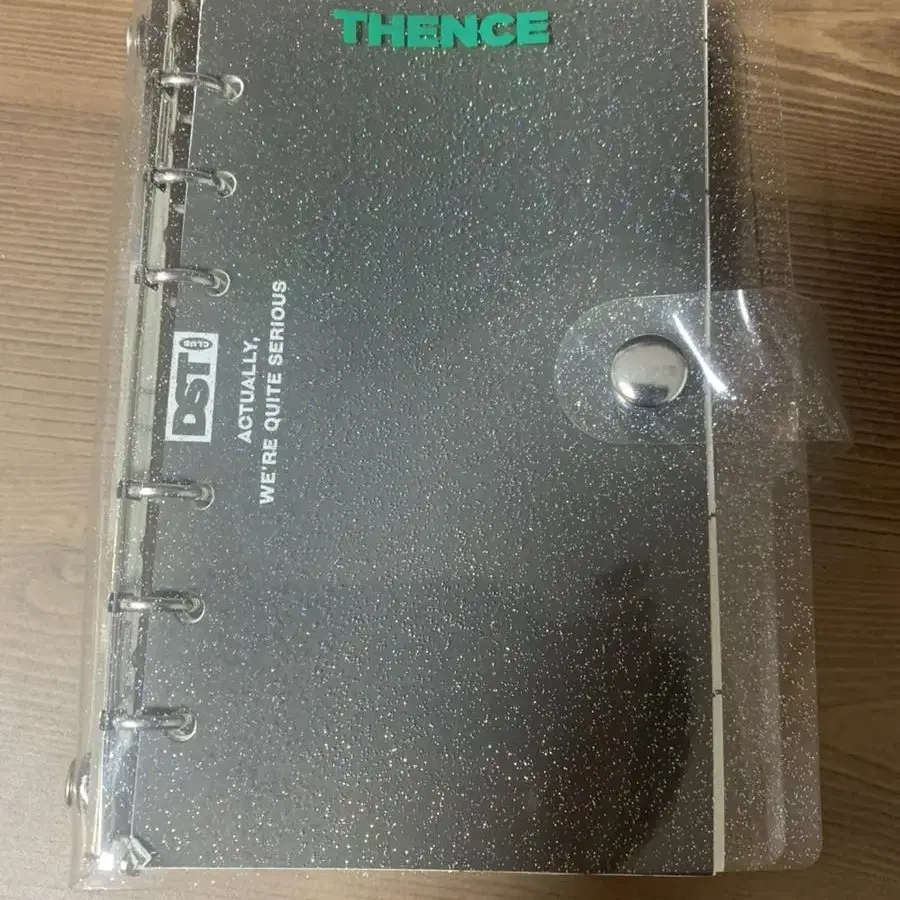 THENCE
DST CLUB
ACTUALLY,
WE'RE QUITE SERIOUS